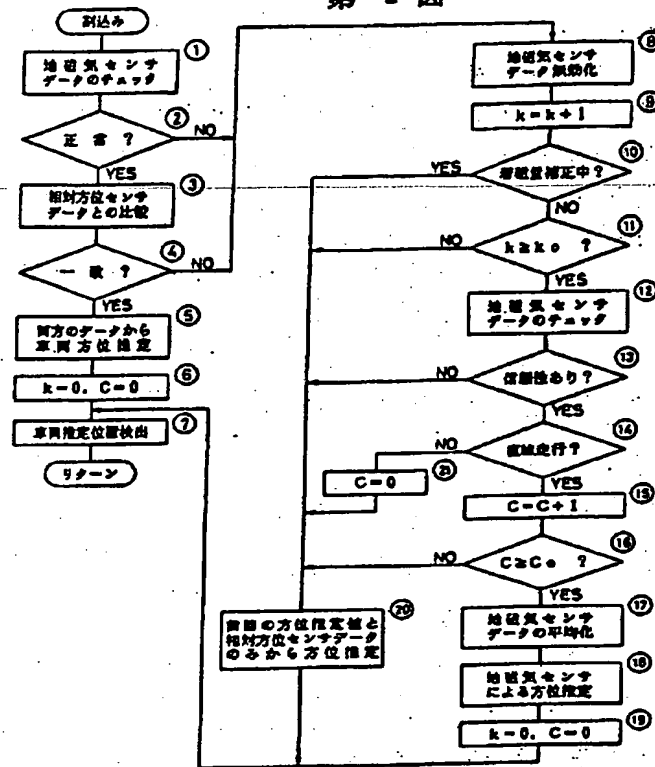 第 図
割込み
①
地磁気センサ
データのチェック
②
正常？
NO
YES
③
相対方位センサ
データとの比較
④
一致？
NO
YES
⑤
両方のデータから
車両方位推定
⑥
k=0. C=0
⑦
車両推定位置検出
リターン
⑧
地磁気センサ
データ無効化
⑨
k=k+1
⑩
着磁量補正中？
YES
NO
⑪
k≥ko ？
NO
YES
⑫
地磁気センサ
データのチェック
⑬
信頼性あり？
NO
YES
⑭
直線走行？
NO
YES
㉑
C=0
⑮
C=C+1
⑯
C≥Co ？
NO
YES
⑰
地磁気センサ
データの平均化
⑱
地磁気センサ
による方位推定
⑲
k=0. C=0
⑳
前回の方位推定値と
相対方位センサデータ
のみから方位推定